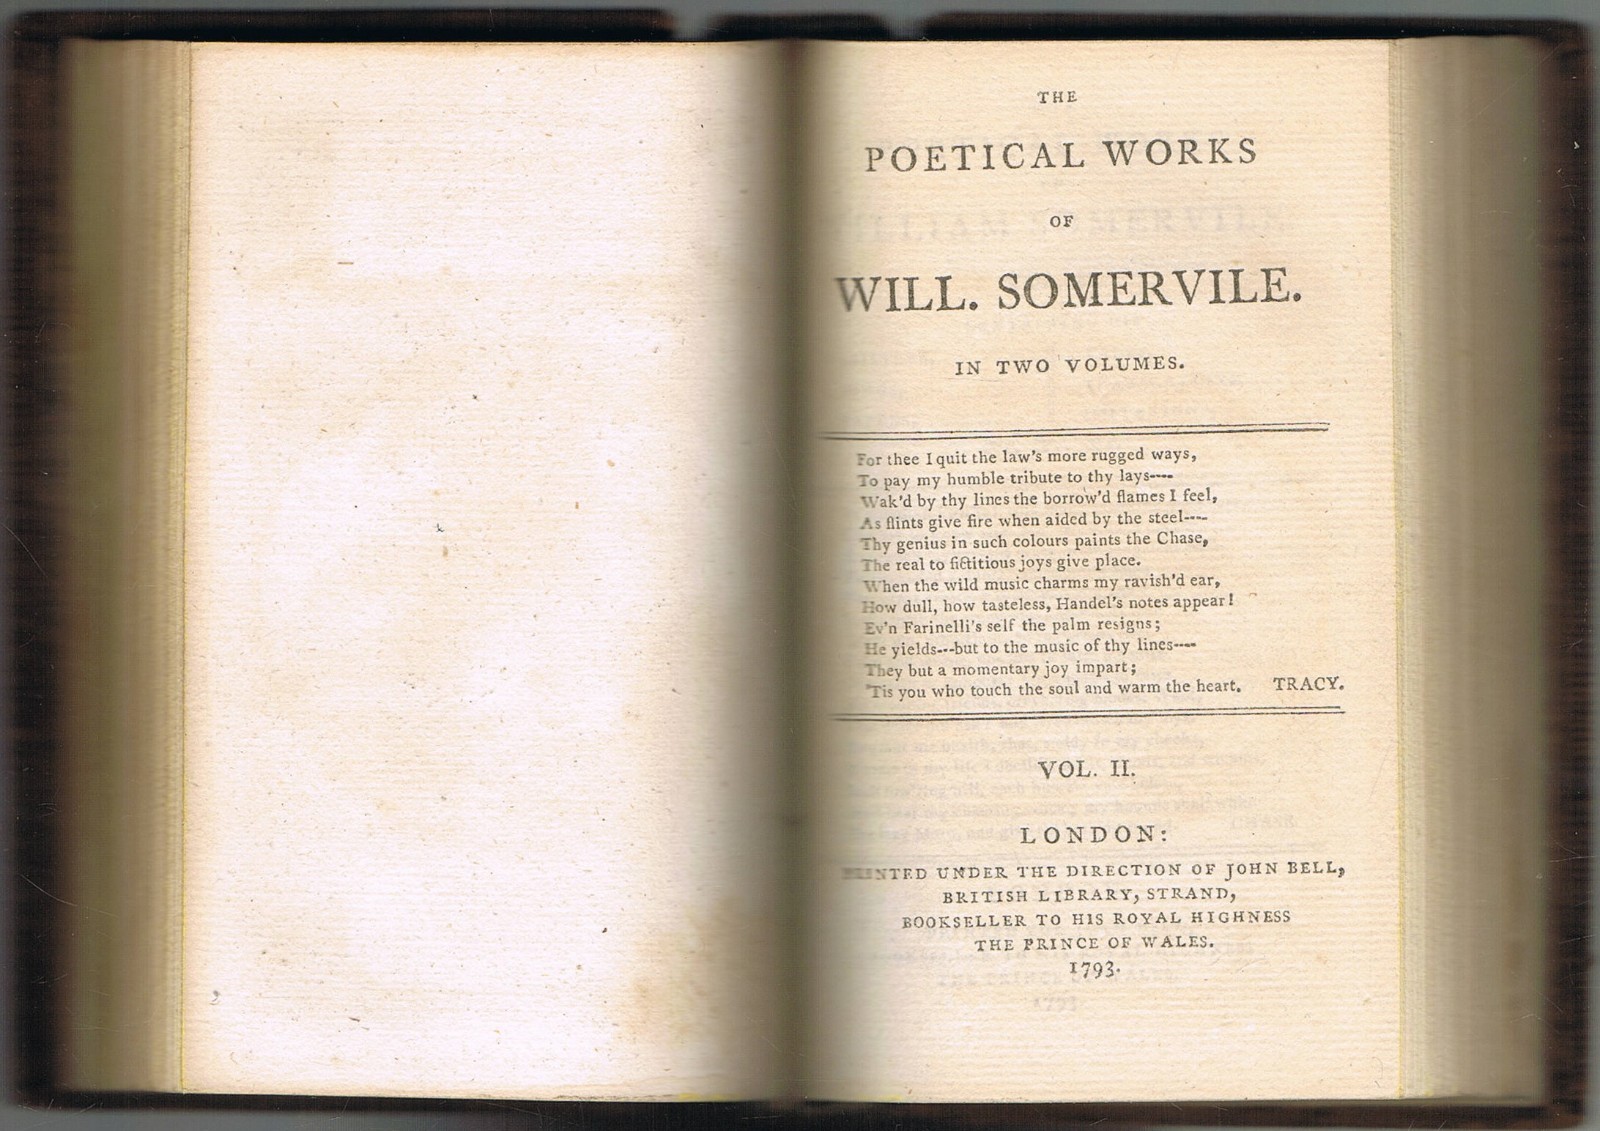 THE
POETICAL WORKS
OF
WILL. SOMERVILE.
IN TWO VOLUMES.
For thee I quit the law's more rugged ways,
To pay my humble tribute to thy lays----
Wak'd by thy lines the borrow'd flames I feel,
As flints give fire when aided by the steel----
Thy genius in such colours paints the Chase,
The real to fictitious joys give place.
When the wild music charms my ravish'd ear,
How dull, how tasteless, Handel's notes appear!
Ev'n Farinelli's self the palm resigns;
He yields---but to the music of thy lines----
They but a momentary joy impart;
'Tis you who touch the soul and warm the heart. TRACY.
VOL. II.
LONDON:
PRINTED UNDER THE DIRECTION OF JOHN BELL,
BRITISH LIBRARY, STRAND,
BOOKSELLER TO HIS ROYAL HIGHNESS
THE PRINCE OF WALES.
1793.